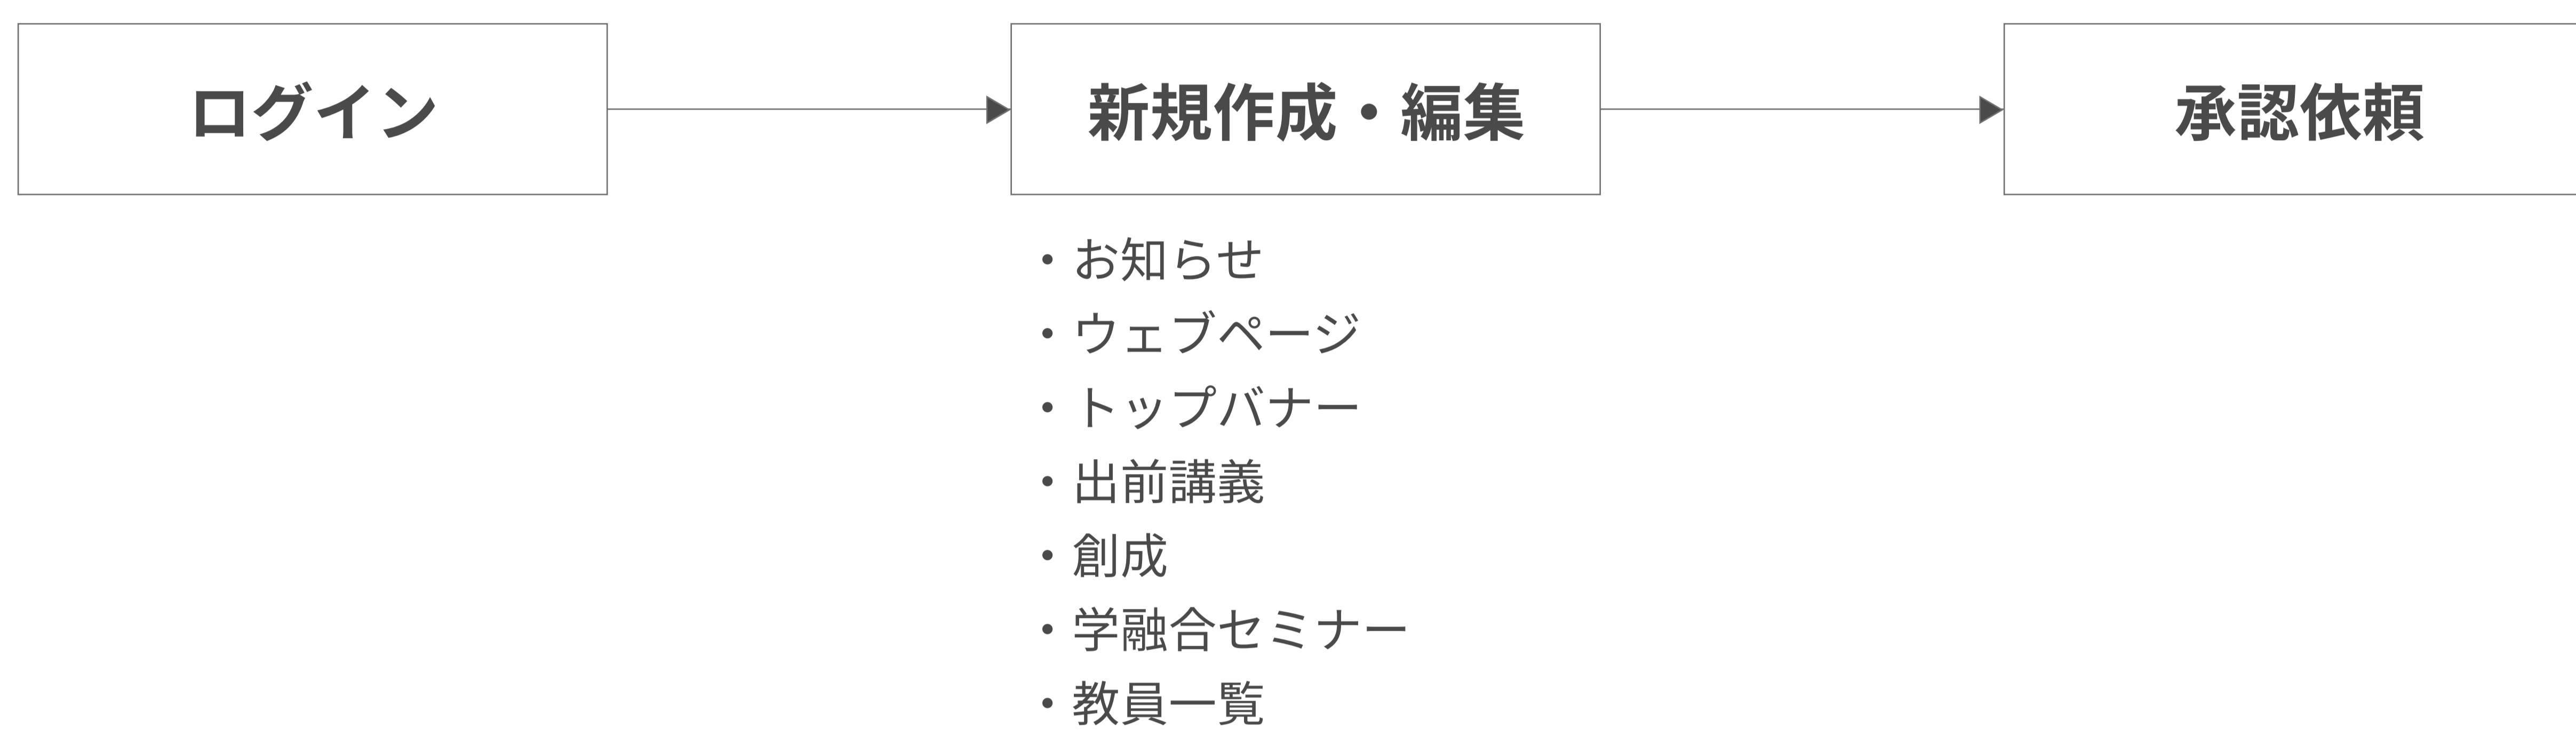 ログイン
新規作成・編集
承認依頼
・お知らせ
・ウェブページ
・トップバナー
・出前講義
・創成
・学融合セミナー
・教員一覧